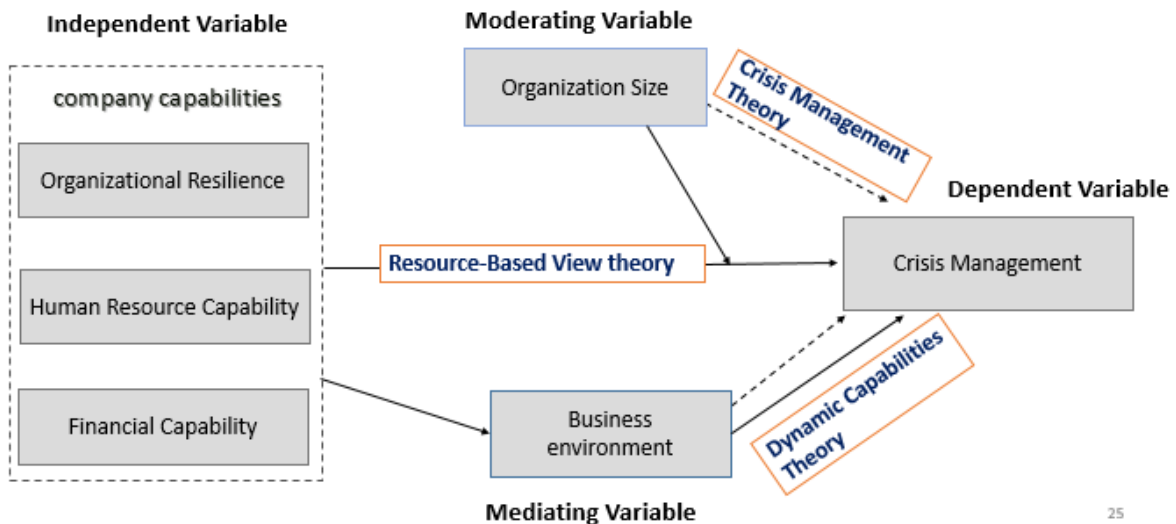 Independent Variable
company capabilities
Organizational Resilience
Human Resource Capability
Financial Capability
Moderating Variable
Organization Size
Crisis Management
Theory
Resource-Based View theory
Dependent Variable
Crisis Management
Business
environment
Mediating Variable
Dynamic Capabilities
Theory
25